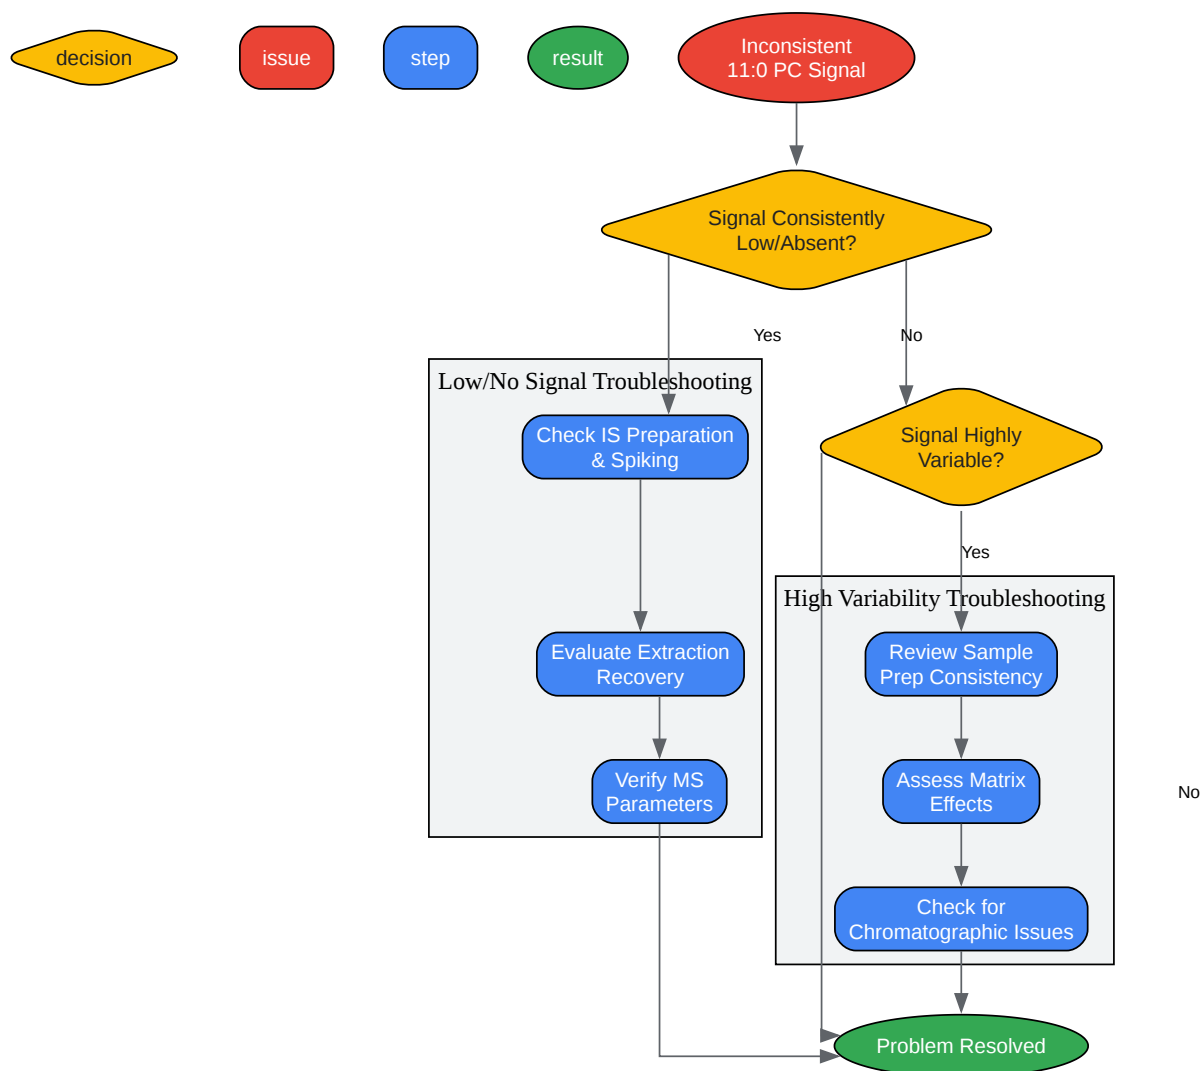 decision
issue
step
result
Inconsistent
11:0 PC Signal
Signal Consistently
Low/Absent?
Yes
No
Low/No Signal Troubleshooting
Check IS Preparation
& Spiking
Signal Highly
Variable?
Yes
High Variability Troubleshooting
Evaluate Extraction
Recovery
Review Sample
Prep Consistency
Verify MS
Parameters
Assess Matrix
Effects
No
Check for
Chromatographic Issues
Problem Resolved